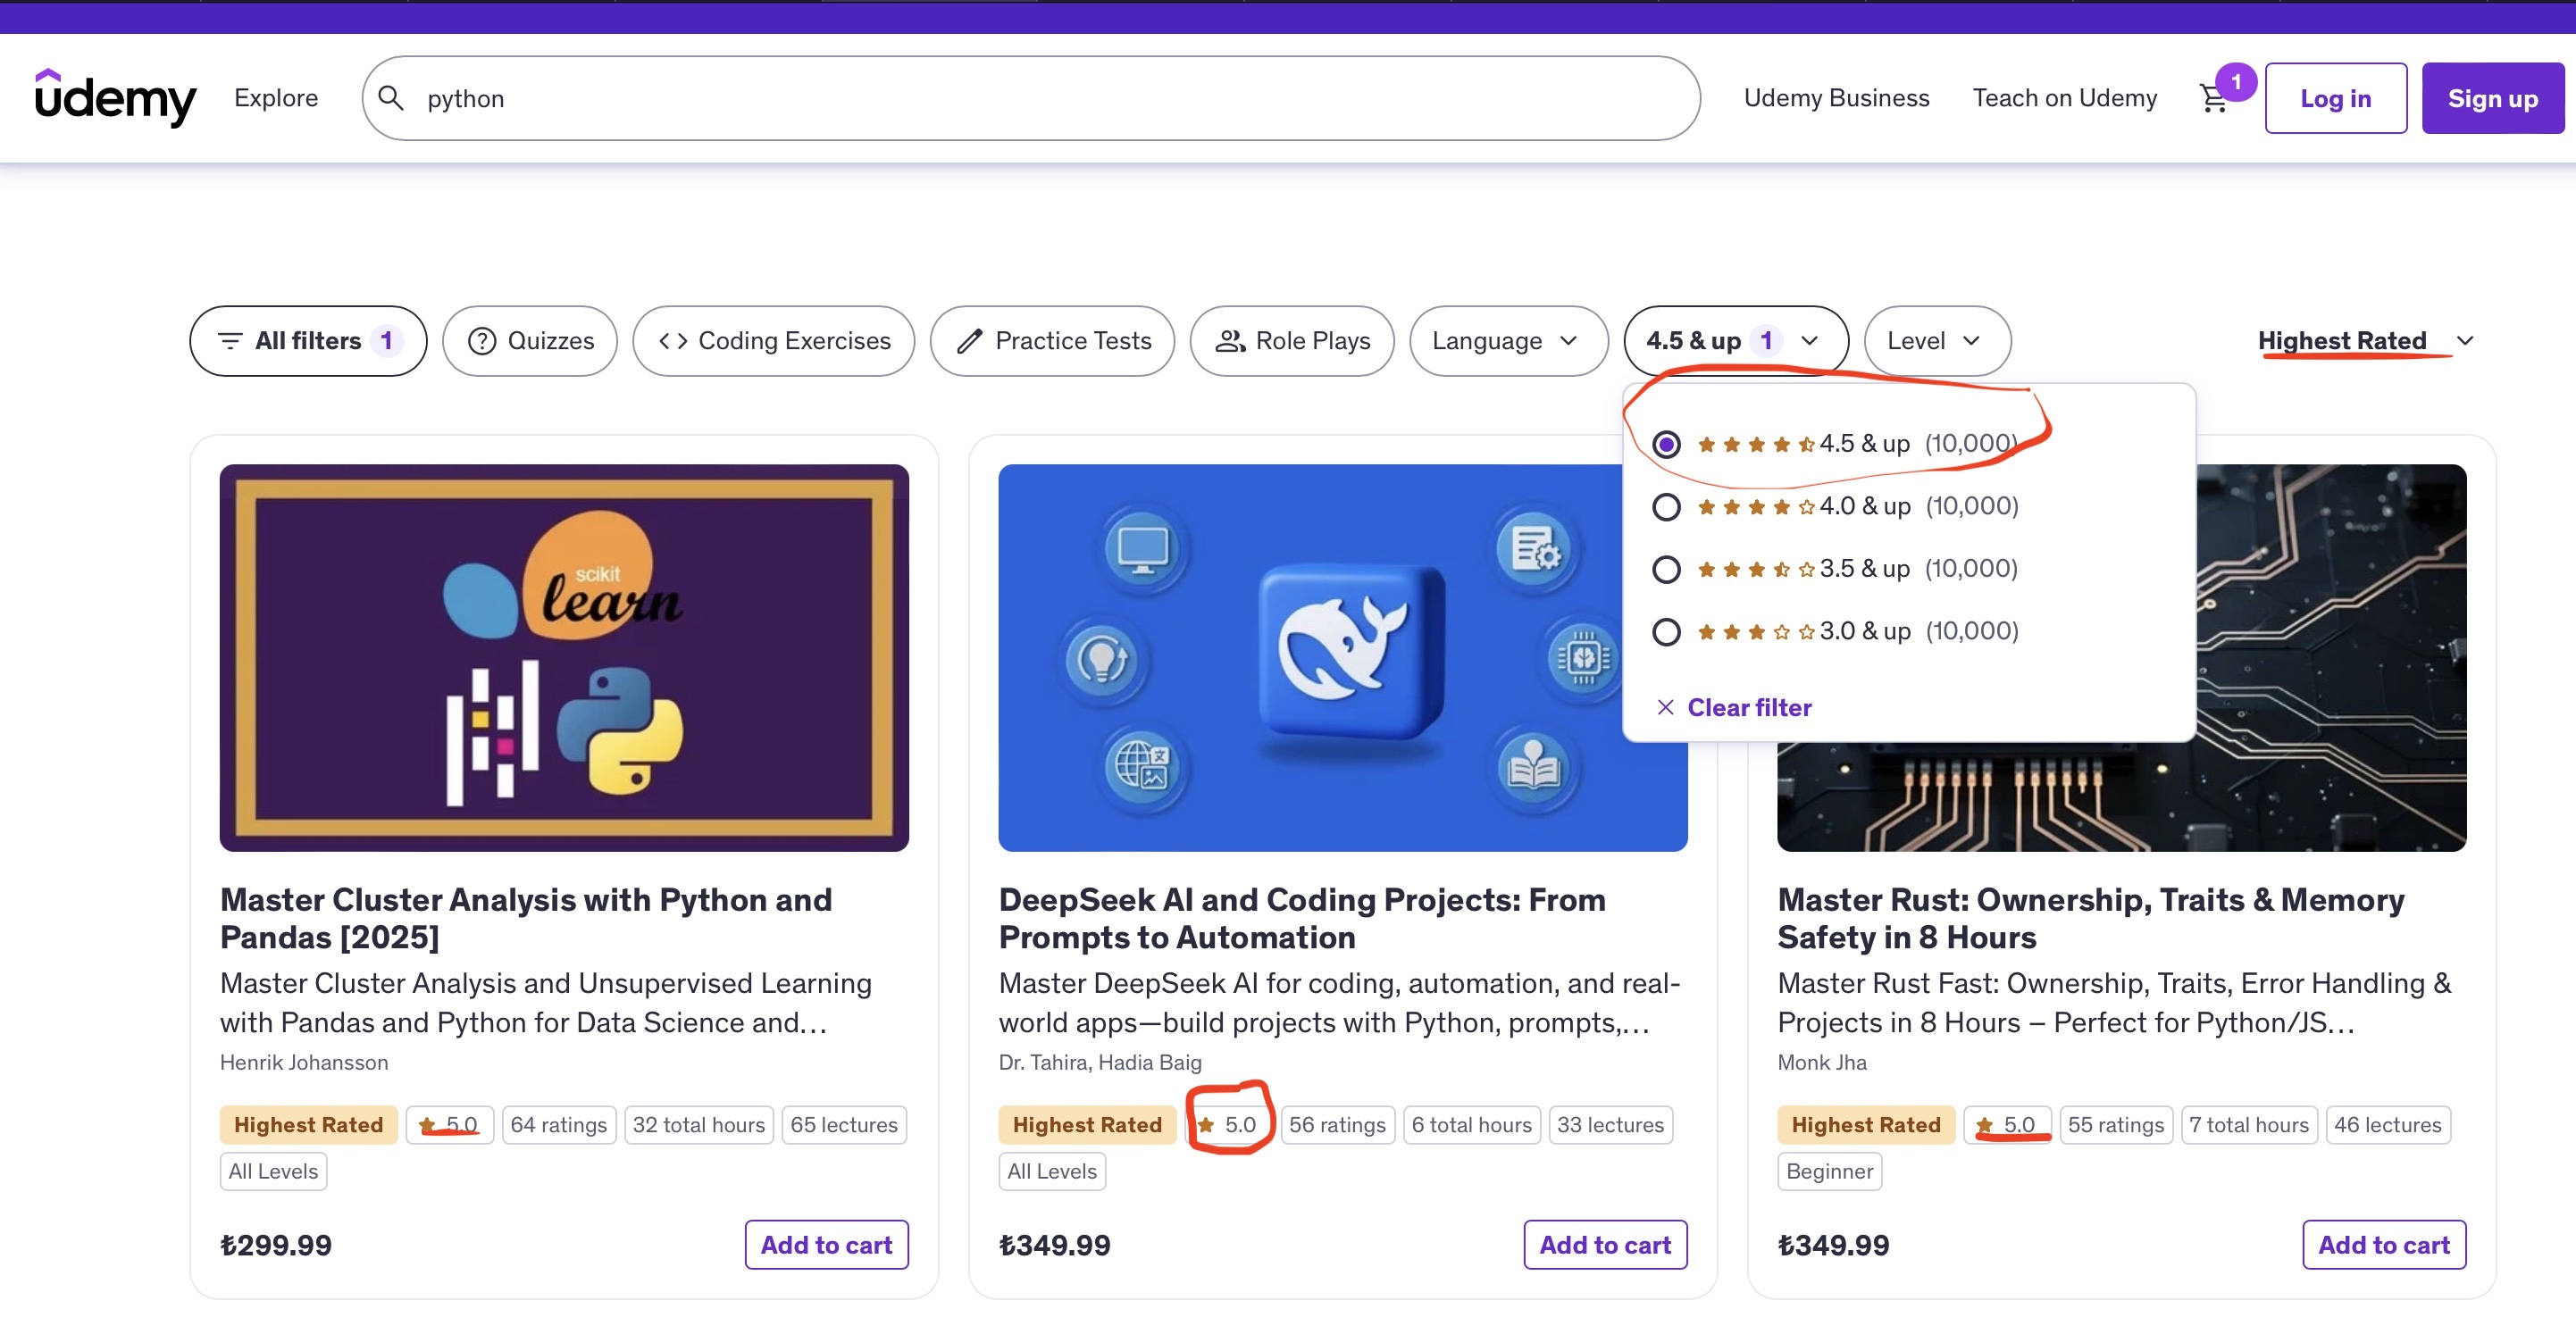 udemy
Explore
python
Udemy Business
Teach on Udemy
1
Log in
Sign up
All filters 1
Quizzes
Coding Exercises
Practice Tests
Role Plays
Language
4.5 & up 1
Level
Highest Rated
4.5 & up (10,000)
4.0 & up (10,000)
3.5 & up (10,000)
3.0 & up (10,000)
Clear filter
scikit
learn
Master Cluster Analysis with Python and
Pandas [2025]
Master Cluster Analysis and Unsupervised Learning
with Pandas and Python for Data Science and…
Henrik Johansson
Highest Rated 5.0 64 ratings 32 total hours 65 lectures
All Levels
₺299.99
Add to cart
DeepSeek AI and Coding Projects: From
Prompts to Automation
Master DeepSeek AI for coding, automation, and real-
world apps—build projects with Python, prompts,…
Dr. Tahira, Hadia Baig
Highest Rated 5.0 56 ratings 6 total hours 33 lectures
All Levels
₺349.99
Add to cart
Master Rust: Ownership, Traits & Memory
Safety in 8 Hours
Master Rust Fast: Ownership, Traits, Error Handling &
Projects in 8 Hours – Perfect for Python/JS…
Monk Jha
Highest Rated 5.0 55 ratings 7 total hours 46 lectures
Beginner
₺349.99
Add to cart